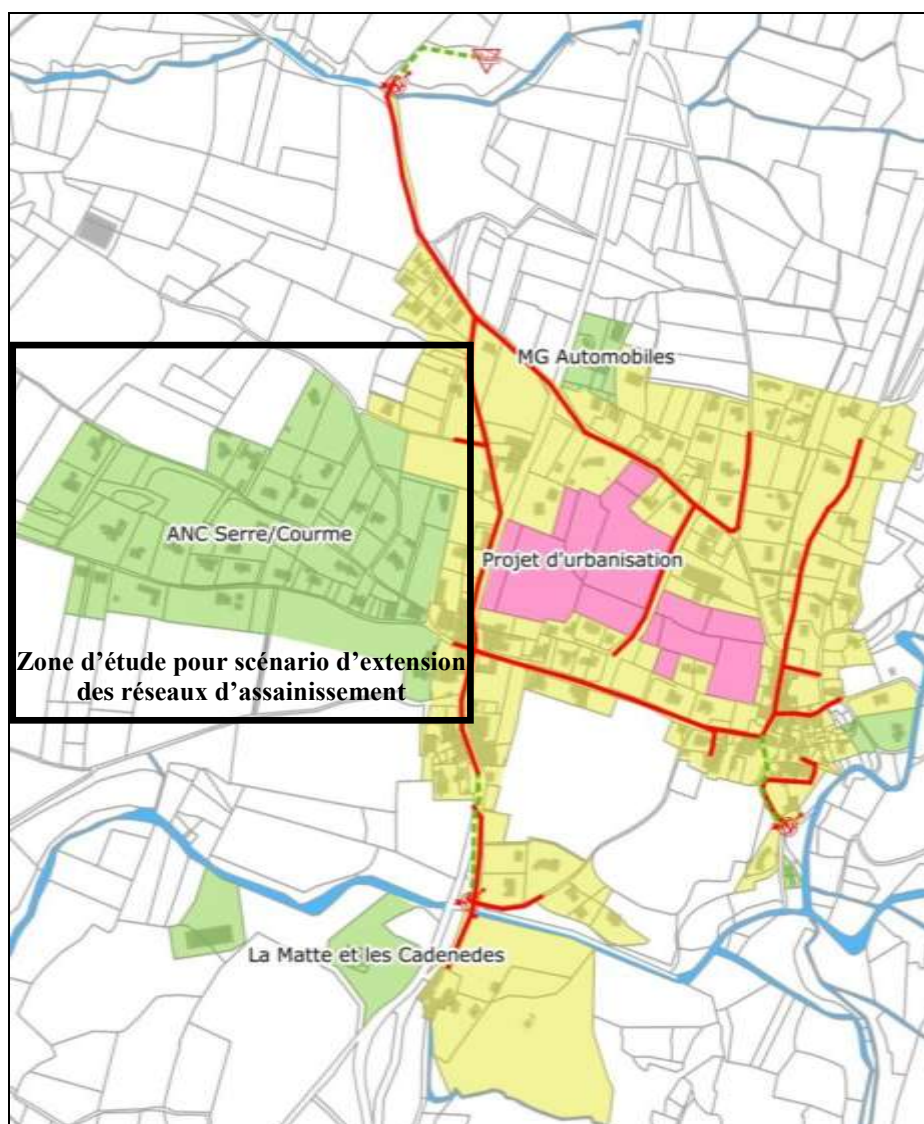 MG Automobiles
ANC Serre/Courme
Projet d'urbanisation
Zone d'étude pour scénario d'extension
des réseaux d'assainissement
La Matte et les Cadenedes